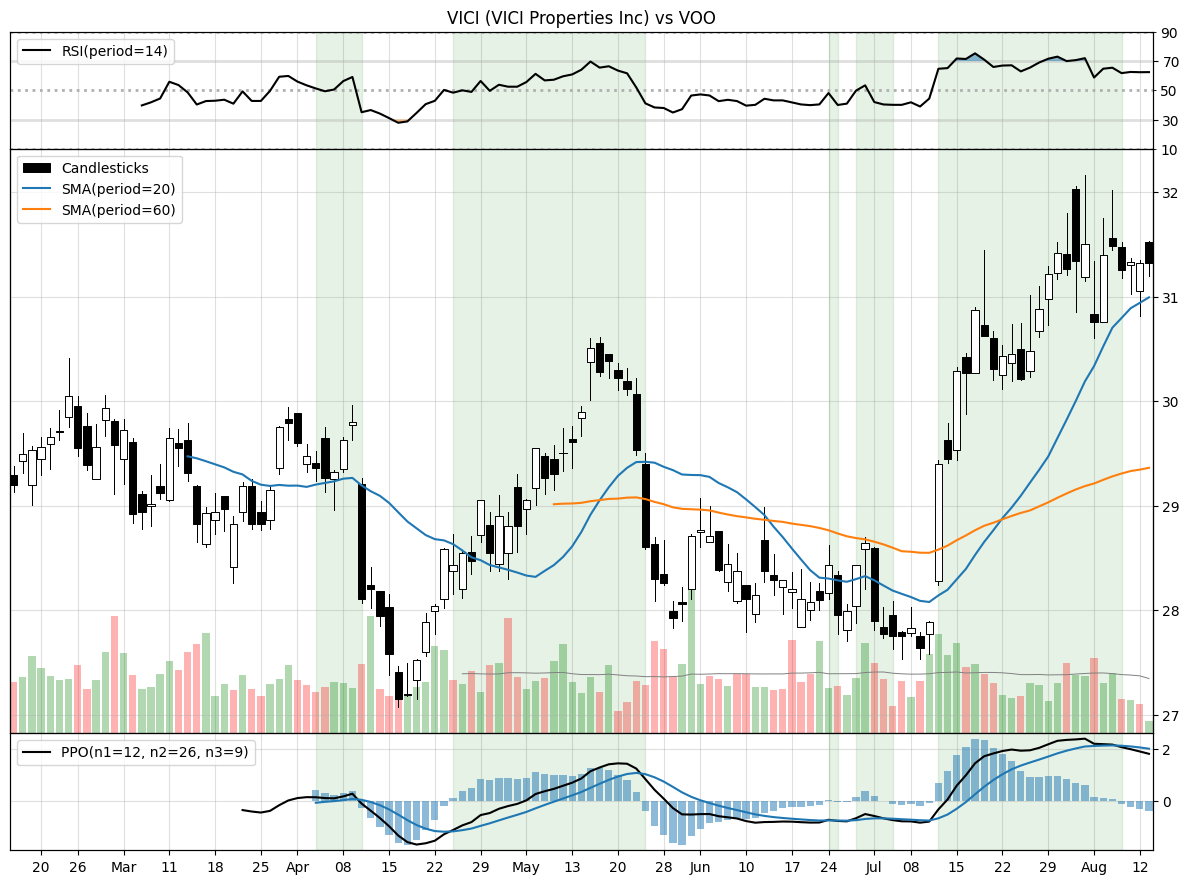 VICI (VICI Properties Inc) vs VOO
RSI(period=14)
90
70
50
30
10
Candlesticks
SMA(period=20)
SMA(period=60)
32
31
30
29
28
27
PPO(n1=12, n2=26, n3=9)
2
0
20 26 Mar 11 18 25 Apr 08 15 22 29 May 13 20 28 Jun 10 17 24 Jul 08 15 22 29 Aug 12